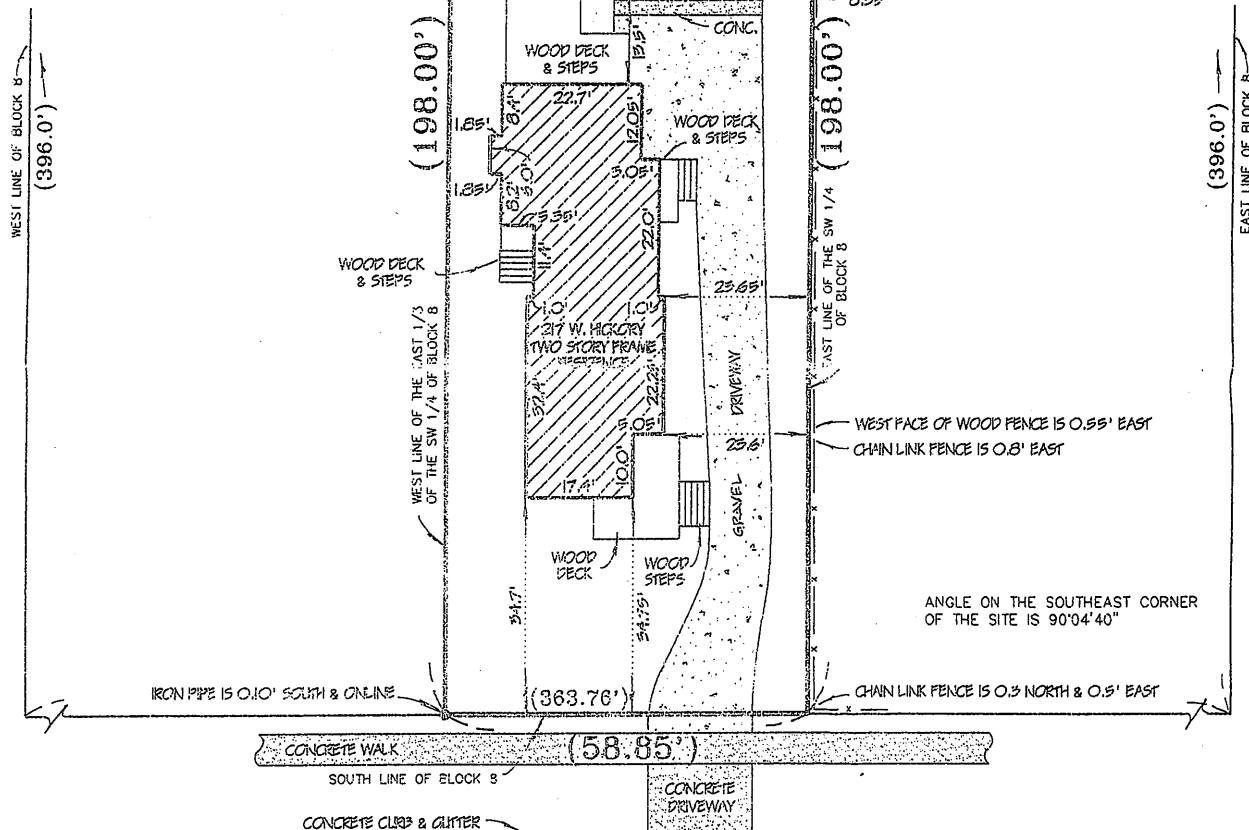 CONC.
WOOD DECK
& STEPS
13.5'
(198.00')
(198.00')
WEST LINE OF BLOCK 8
(396.0')
(396.0')
EAST LINE OF BLOCK 8
22.7'
8.4'
12.05'
1.85'
6.0'
1.85'
8.2'
WOOD DECK
& STEPS
5.05'
5.35'
22.0'
11.4'
WOOD DECK
& STEPS
EAST LINE OF THE SW 1/4
OF BLOCK 8
23.65'
1.0'
1.0'
217 W. HICKORY
TWO STORY FRAME
RESIDENCE
WEST LINE OF THE EAST 1/3
OF THE SW 1/4 OF BLOCK 8
32.4'
22.25'
DRIVEWAY
5.05'
23.6'
WEST FACE OF WOOD FENCE IS 0.55' EAST
CHAIN LINK FENCE IS 0.8' EAST
10.0'
17.4'
GRAVEL
WOOD
DECK
WOOD
STEPS
34.7'
34.75'
ANGLE ON THE SOUTHEAST CORNER
OF THE SITE IS 90°04'40"
IRON PIPE IS 0.10' SOUTH & ONLINE
(363.76')
CHAIN LINK FENCE IS 0.3 NORTH & 0.5' EAST
CONCRETE WALK
(58.85')
SOUTH LINE OF BLOCK 8
CONCRETE
DRIVEWAY
CONCRETE CURB & GUTTER